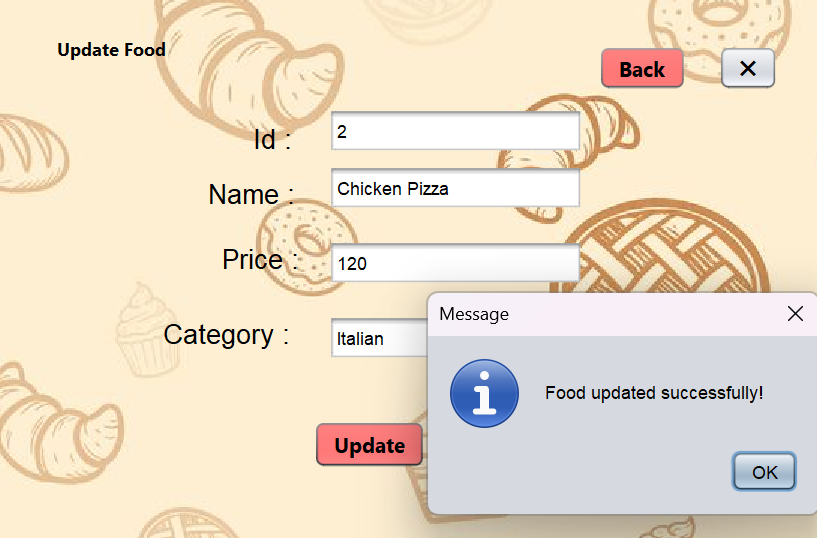 Update Food
Back ✕
Id : 2
Name : Chicken Pizza
Price : 120
Category : Italian
Message
Food updated successfully!
Update
OK